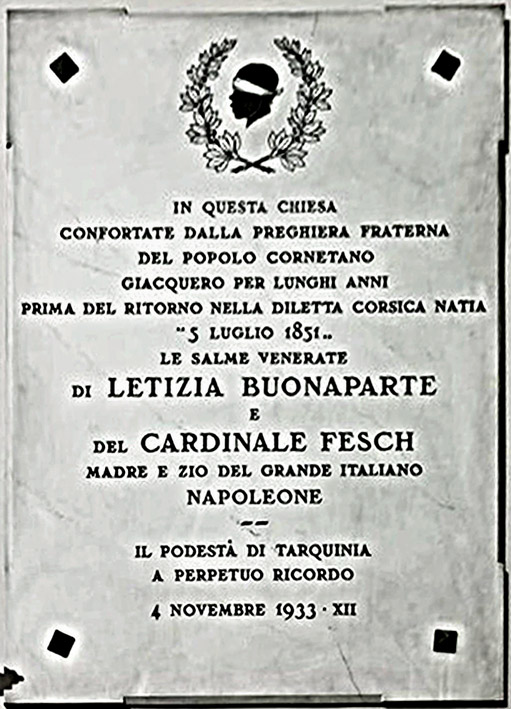 IN QUESTA CHIESA
CONFORTATE DALLA PREGHIERA FRATERNA
DEL POPOLO CORNETANO
GIACQUERO PER LUNGHI ANNI
PRIMA DEL RITORNO NELLA DILETTA CORSICA NATIA
"5 LUGLIO 1851"
LE SALME VENERATE
DI LETIZIA BUONAPARTE
E
DEL CARDINALE FESCH
MADRE E ZIO DEL GRANDE ITALIANO
NAPOLEONE
IL PODESTÀ DI TARQUINIA
A PERPETUO RICORDO
4 NOVEMBRE 1933 · XII